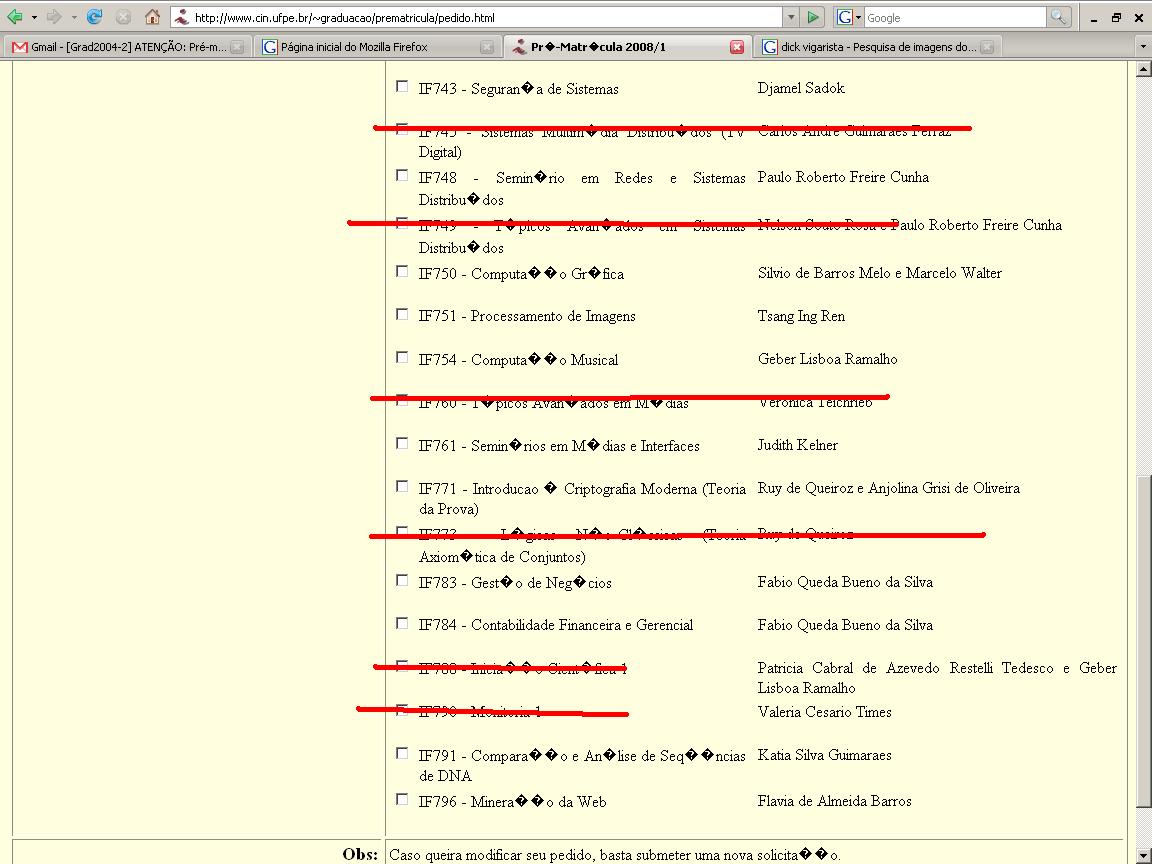 http://www.cin.ufpe.br/~graduacao/prematricula/pedido.html
Google
Gmail - [Grad2004-2] ATENÇÃO: Pré-m...
Página inicial do Mozilla Firefox
Pr�-Matr�cula 2008/1
dick vigarista - Pesquisa de imagens do...
IF743 - Seguran�a de Sistemas Djamel Sadok
IF745 - Sistemas Multim�dia Distribu�dos (TV Carlos André Guimarães Ferraz
Digital)
IF748 - Semin�rio em Redes e Sistemas Paulo Roberto Freire Cunha
Distribu�dos
IF749 - T�picos Avan�ados em Sistemas Nelson Souto Rosa e Paulo Roberto Freire Cunha
Distribu�dos
IF750 - Computa��o Gr�fica Silvio de Barros Melo e Marcelo Walter
IF751 - Processamento de Imagens Tsang Ing Ren
IF754 - Computa��o Musical Geber Lisboa Ramalho
IF760 - T�picos Avan�ados em M�dias Veronica Teichrieb
IF761 - Semin�rios em M�dias e Interfaces Judith Kelner
IF771 - Introducao � Criptografia Moderna (Teoria Ruy de Queiroz e Anjolina Grisi de Oliveira
da Prova)
IF773 - L�gicas N�o-Cl�ssicas (Teoria Ruy de Queiroz
Axiom�tica de Conjuntos)
IF783 - Gest�o de Neg�cios Fabio Queda Bueno da Silva
IF784 - Contabilidade Financeira e Gerencial Fabio Queda Bueno da Silva
IF788 - Inicia��o Cient�fica 1 Patricia Cabral de Azevedo Restelli Tedesco e Geber
Lisboa Ramalho
IF790 - Monitoria 1 Valeria Cesario Times
IF791 - Compara��o e An�lise de Seq��ncias Katia Silva Guimaraes
de DNA
IF796 - Minera��o da Web Flavia de Almeida Barros
Obs: Caso queira modificar seu pedido, basta submeter uma nova solicita��o.